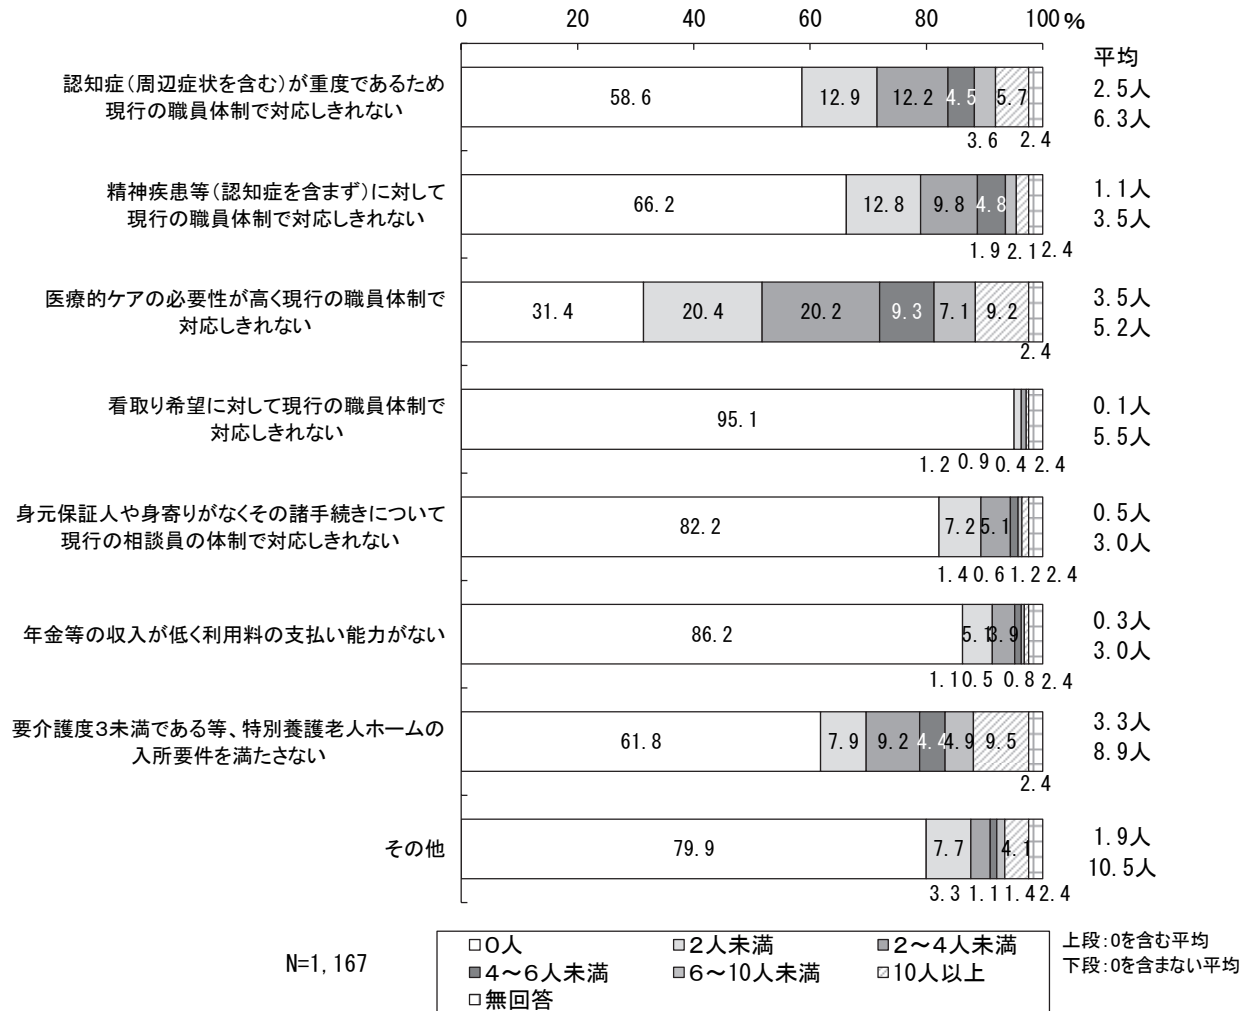 0 20 40 60 80 100 %
平均
認知症（周辺症状を含む）が重度であるため
現行の職員体制で対応しきれない
58.6 12.9 12.2 4.5 5.7
3.6 2.4
2.5人
6.3人
精神疾患等（認知症を含まず）に対して
現行の職員体制で対応しきれない
66.2 12.8 9.8 4.8
1.9 2.1 2.4
1.1人
3.5人
医療的ケアの必要性が高く現行の職員体制で
対応しきれない
31.4 20.4 20.2 9.3 7.1 9.2
2.4
3.5人
5.2人
看取り希望に対して現行の職員体制で
対応しきれない
95.1
1.2 0.9 0.4 2.4
0.1人
5.5人
身元保証人や身寄りがなくその諸手続きについて
現行の相談員の体制で対応しきれない
82.2 7.2 5.1
1.4 0.6 1.2 2.4
0.5人
3.0人
年金等の収入が低く利用料の支払い能力がない
86.2 5.1 3.9
1.1 0.5 0.8 2.4
0.3人
3.0人
要介護度３未満である等、特別養護老人ホームの
入所要件を満たさない
61.8 7.9 9.2 4.4 4.9 9.5
2.4
3.3人
8.9人
その他
79.9 7.7 4.1
3.3 1.1 1.4 2.4
1.9人
10.5人
N=1,167
０人 ２人未満 ２～４人未満
４～６人未満 ６～１０人未満 １０人以上
無回答
上段：0を含む平均
下段：0を含まない平均